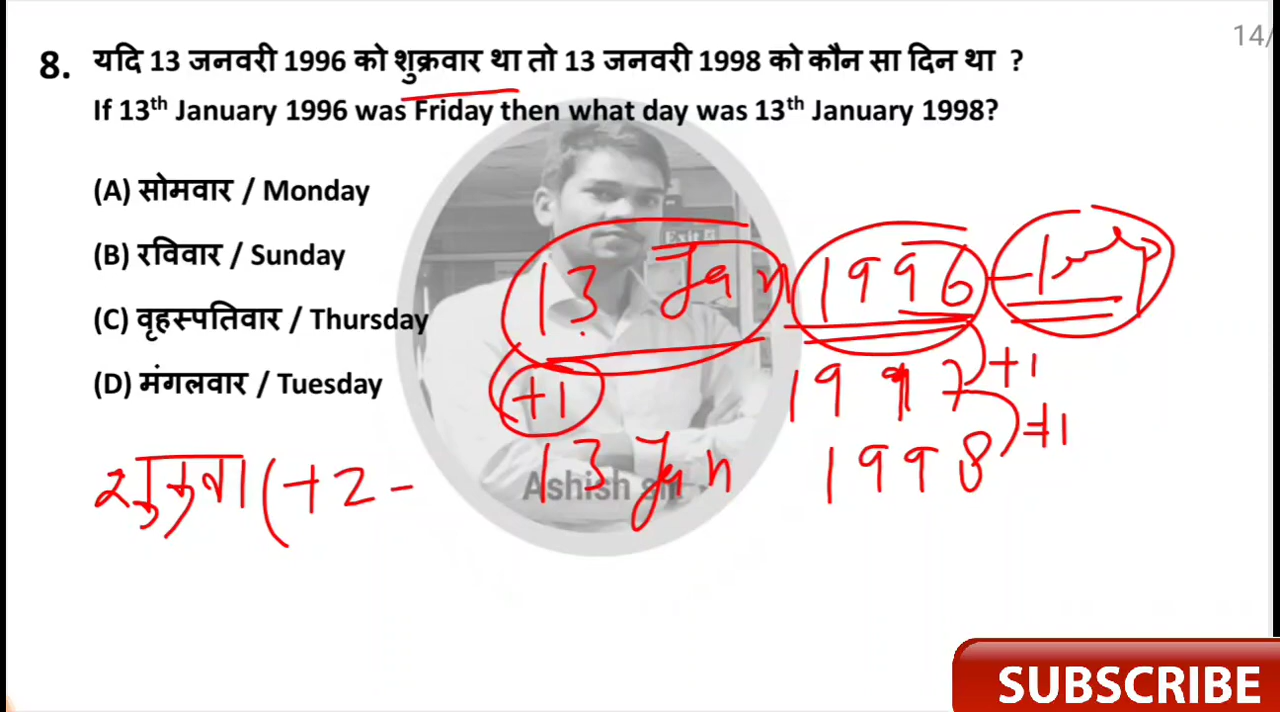 14/
8. यदि 13 जनवरी 1996 को शुक्रवार था तो 13 जनवरी 1998 को कौन सा दिन था ?
If 13th January 1996 was Friday then what day was 13th January 1998?
(A) सोमवार / Monday
(B) रविवार / Sunday
(C) वृहस्पतिवार / Thursday
(D) मंगलवार / Tuesday
13 Jan 1996
+1 1997 +1
13 Jan 1998 +1
+2 -
Ashish sir
SUBSCRIBE